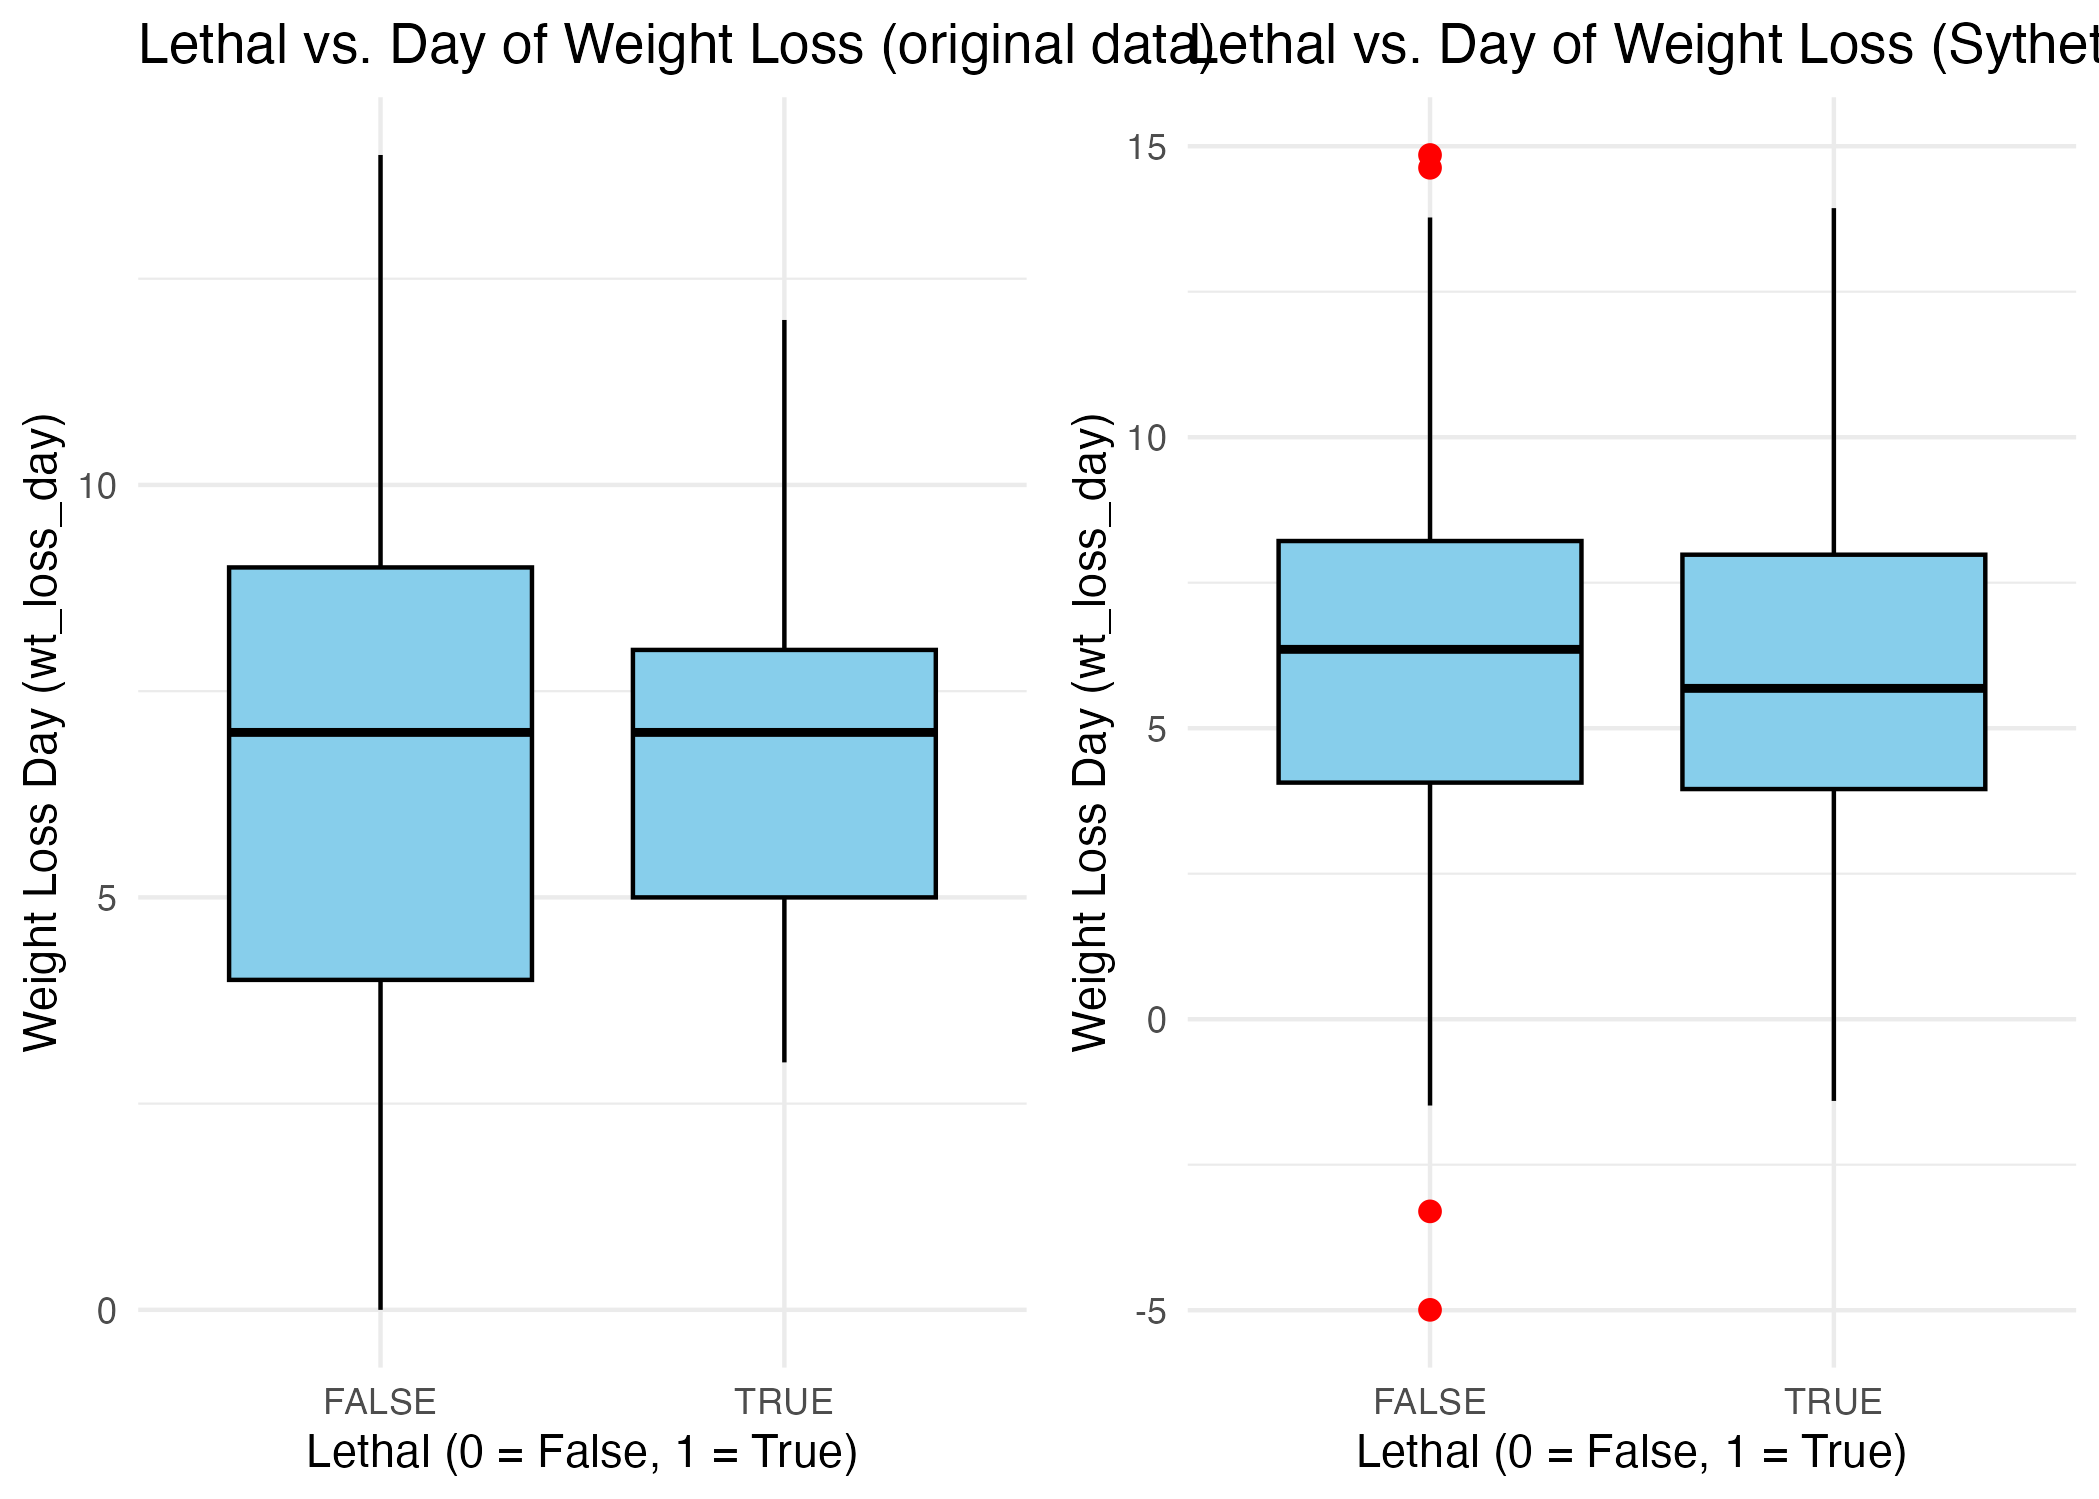 Lethal vs. Day of Weight Loss (original data)
Weight Loss Day (wt_loss_day)
10
5
0
FALSE TRUE
Lethal (0 = False, 1 = True)
Lethal vs. Day of Weight Loss (Sythet
Weight Loss Day (wt_loss_day)
15
10
5
0
-5
FALSE TRUE
Lethal (0 = False, 1 = True)